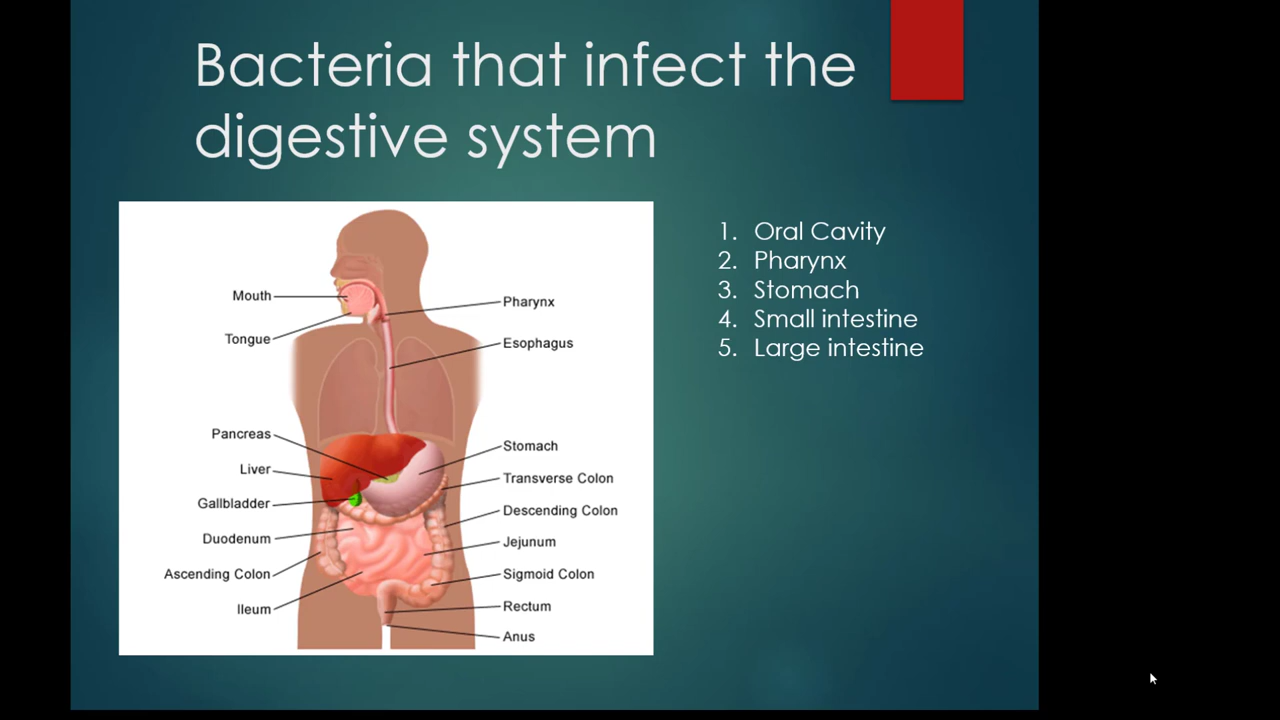 Bacteria that infect the
digestive system
Mouth
Tongue
Pancreas
Liver
Gallbladder
Duodenum
Ascending Colon
Ileum
Pharynx
Esophagus
Stomach
Transverse Colon
Descending Colon
Jejunum
Sigmoid Colon
Rectum
Anus
1. Oral Cavity
2. Pharynx
3. Stomach
4. Small intestine
5. Large intestine